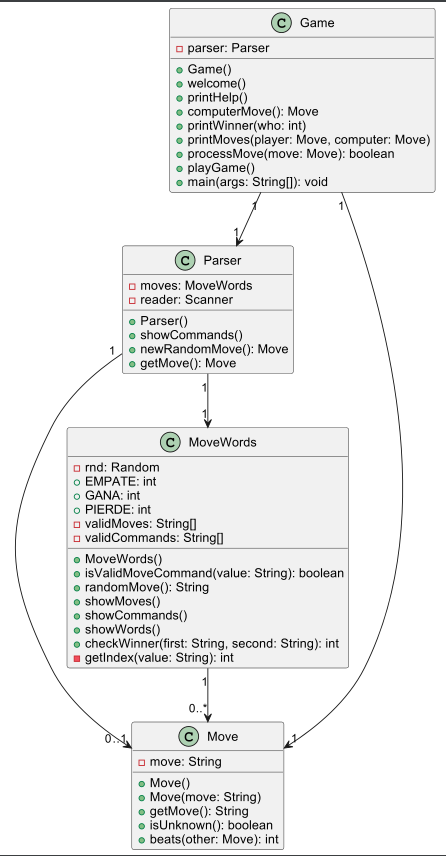 C Game
parser: Parser
Game()
welcome()
printHelp()
computerMove(): Move
printWinner(who: int)
printMoves(player: Move, computer: Move)
processMove(move: Move): boolean
playGame()
main(args: String[]): void
1
1
1
C Parser
moves: MoveWords
reader: Scanner
Parser()
showCommands()
newRandomMove(): Move
getMove(): Move
1
1
1
C MoveWords
rnd: Random
EMPATE: int
GANA: int
PIERDE: int
validMoves: String[]
validCommands: String[]
MoveWords()
isValidMoveCommand(value: String): boolean
randomMove(): String
showMoves()
showCommands()
showWords()
checkWinner(first: String, second: String): int
getIndex(value: String): int
1
0..*
0..1
1
C Move
move: String
Move()
Move(move: String)
getMove(): String
isUnknown(): boolean
beats(other: Move): int